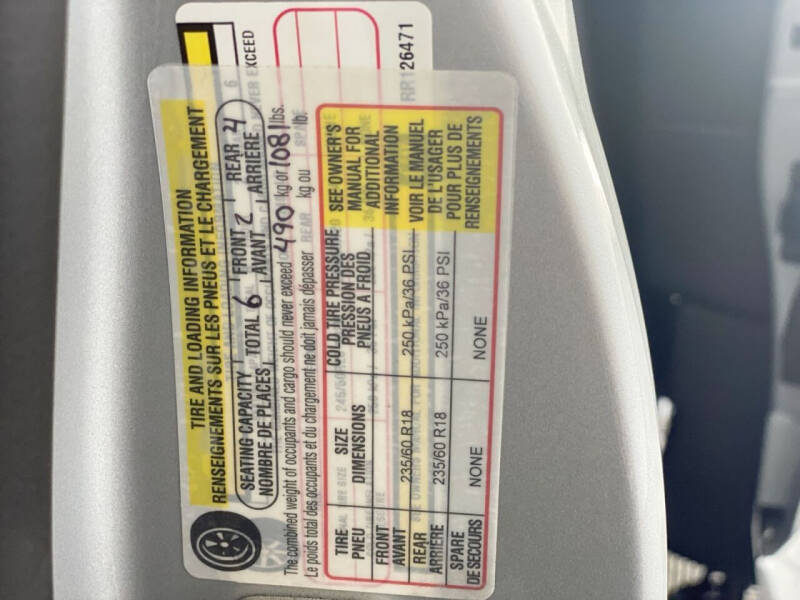 TIRE AND LOADING INFORMATION
RENSEIGNEMENTS SUR LES PNEUS ET LE CHARGEMENT
SEATING CAPACITY
NOMBRE DE PLACES
TOTAL 6
FRONT 2
AVANT
REAR 4
ARRIÈRE
The combined weight of occupants and cargo should never exceed 490 kg or 1081 lbs.
Le poids total des occupants et du chargement ne doit jamais dépasser kg ou lb.
TIRE
PNEU
SIZE
DIMENSIONS
COLD TIRE PRESSURE
PRESSION DES
PNEUS A FROID
FRONT
AVANT
235/60 R18
250 kPa/36 PSI
REAR
ARRIÈRE
235/60 R18
250 kPa/36 PSI
SPARE
DE SECOURS
NONE
NONE
SEE OWNER'S
MANUAL FOR
ADDITIONAL
INFORMATION
VOIR LE MANUEL
DE L'USAGER
POUR PLUS DE
RENSEIGNEMENTS
EXCEED
RR126471